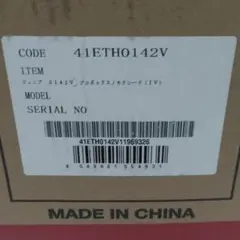 CODE 41ETH0142V
ITEM
MODEL
SERIAL NO
41ETH0142V11969326
MADE IN CHINA